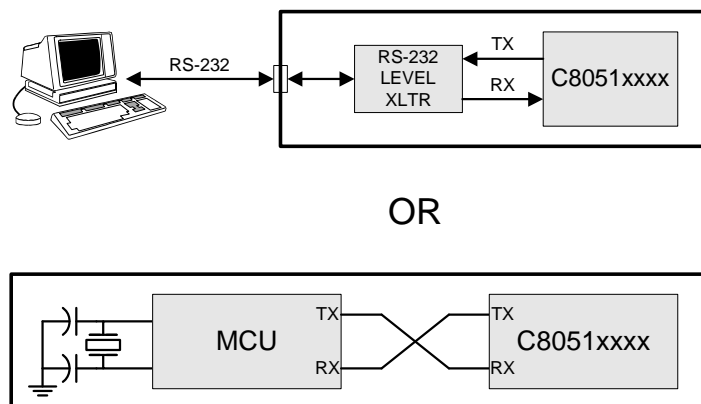 RS-232
RS-232
LEVEL
XLTR
TX
RX
C8051xxxx
OR
MCU
TX
RX
TX
RX
C8051xxxx